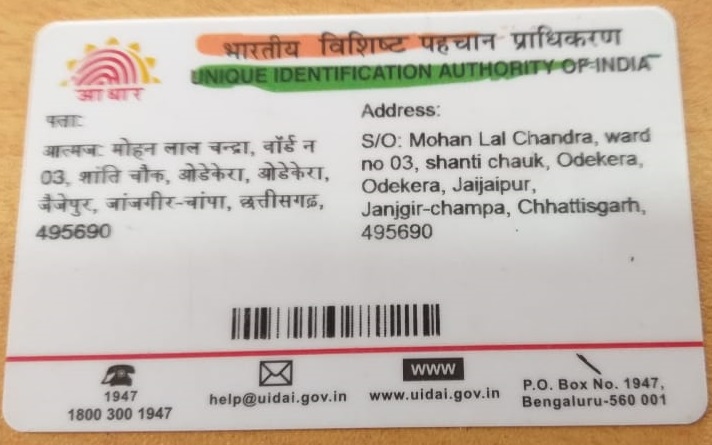 भारतीय विशिष्ट पहचान प्राधिकरण
UNIQUE IDENTIFICATION AUTHORITY OF INDIA
आधार
पता:
आत्मज: मोहन लाल चन्द्रा, वॉर्ड न
03, शांति चौक, ओडेकेरा, ओडेकेरा,
जैजेपुर, जांजगीर-चांपा, छत्तीसगढ़,
495690
Address:
S/O: Mohan Lal Chandra, ward
no 03, shanti chauk, Odekera,
Odekera, Jaijaipur,
Janjgir-champa, Chhattisgarh,
495690
1947
1800 300 1947
help@uidai.gov.in
WWW
www.uidai.gov.in
P.O. Box No. 1947,
Bengaluru-560 001